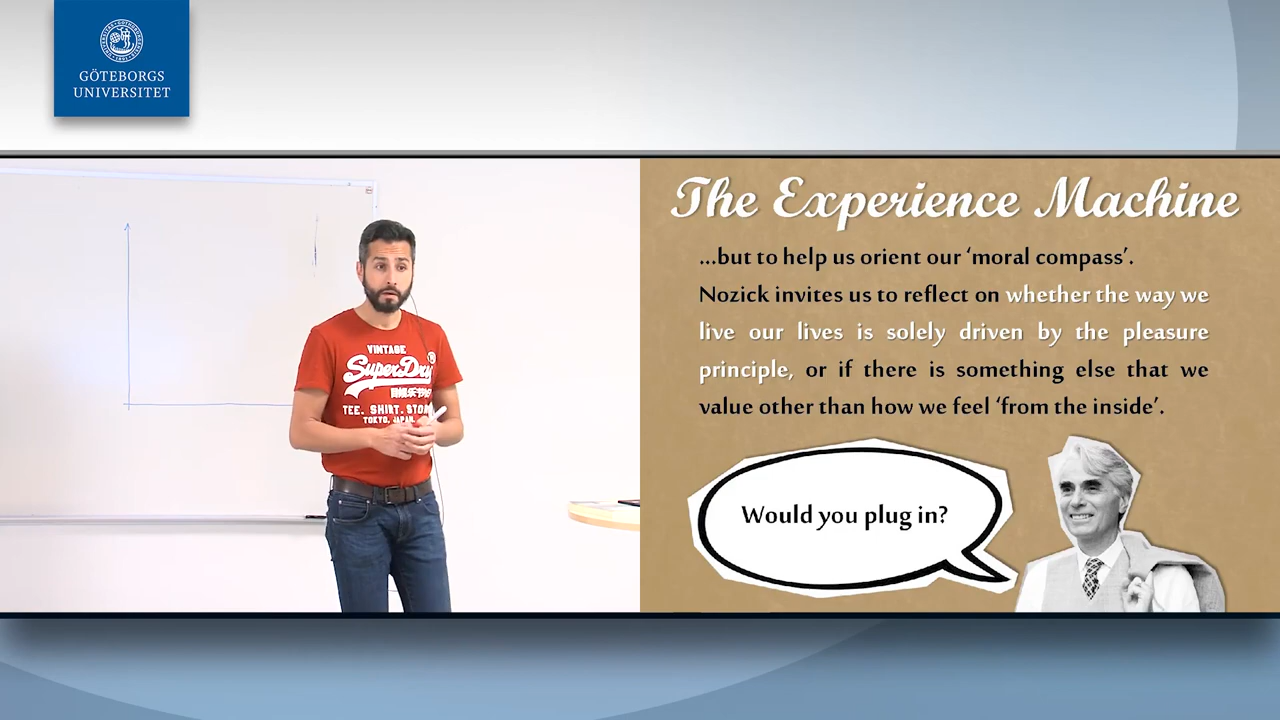 GÖTEBORGS
UNIVERSITET
The Experience Machine
...but to help us orient our ‘moral compass’.
Nozick invites us to reflect on whether the way we
live our lives is solely driven by the pleasure
principle, or if there is something else that we
value other than how we feel ‘from the inside’.
Would you plug in?
VINTAGE
SuperDry
TEE. SHIRT. STORE
TOKYO, JAPAN.